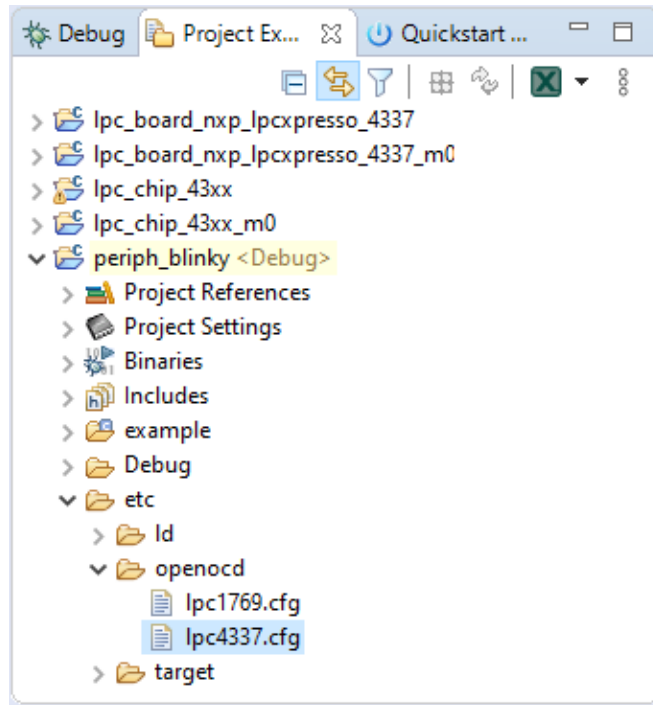 Debug Project Ex... Quickstart ...
lpc_board_nxp_lpcxpresso_4337
lpc_board_nxp_lpcxpresso_4337_m0
lpc_chip_43xx
lpc_chip_43xx_m0
periph_blinky <Debug>
Project References
Project Settings
Binaries
Includes
example
Debug
etc
ld
openocd
lpc1769.cfg
lpc4337.cfg
target